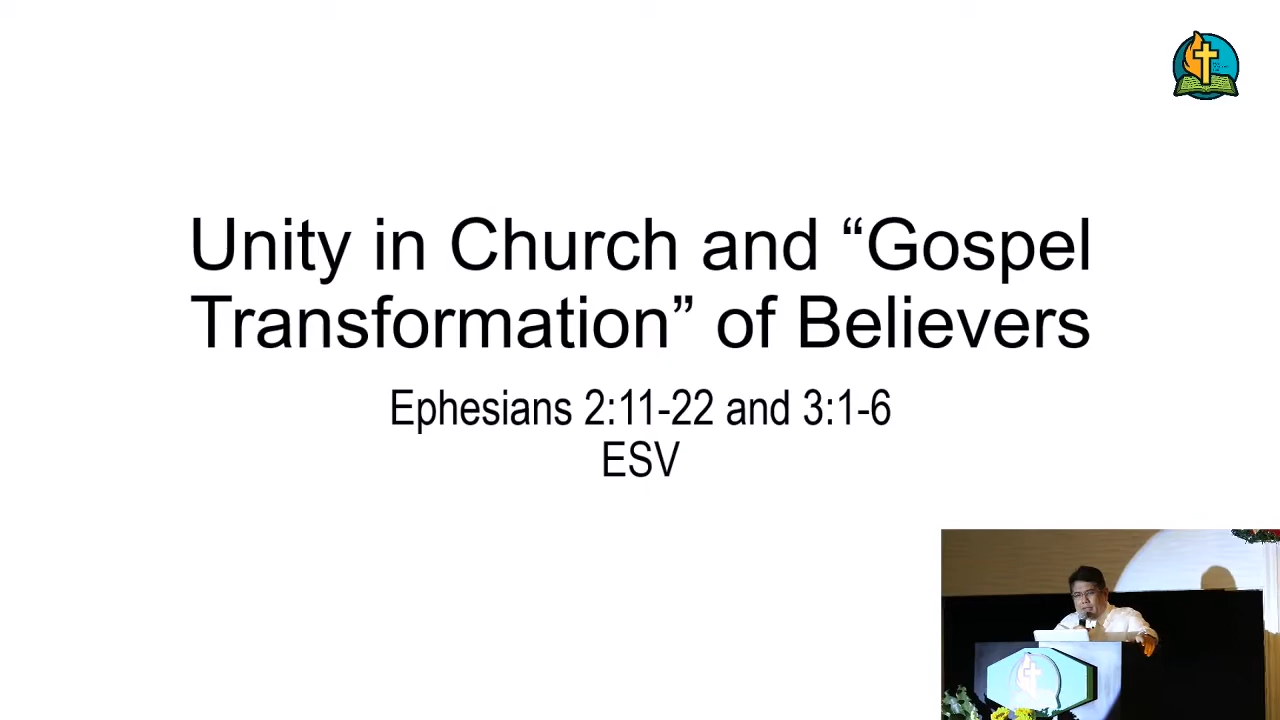 Unity in Church and “Gospel
Transformation” of Believers
Ephesians 2:11-22 and 3:1-6
ESV